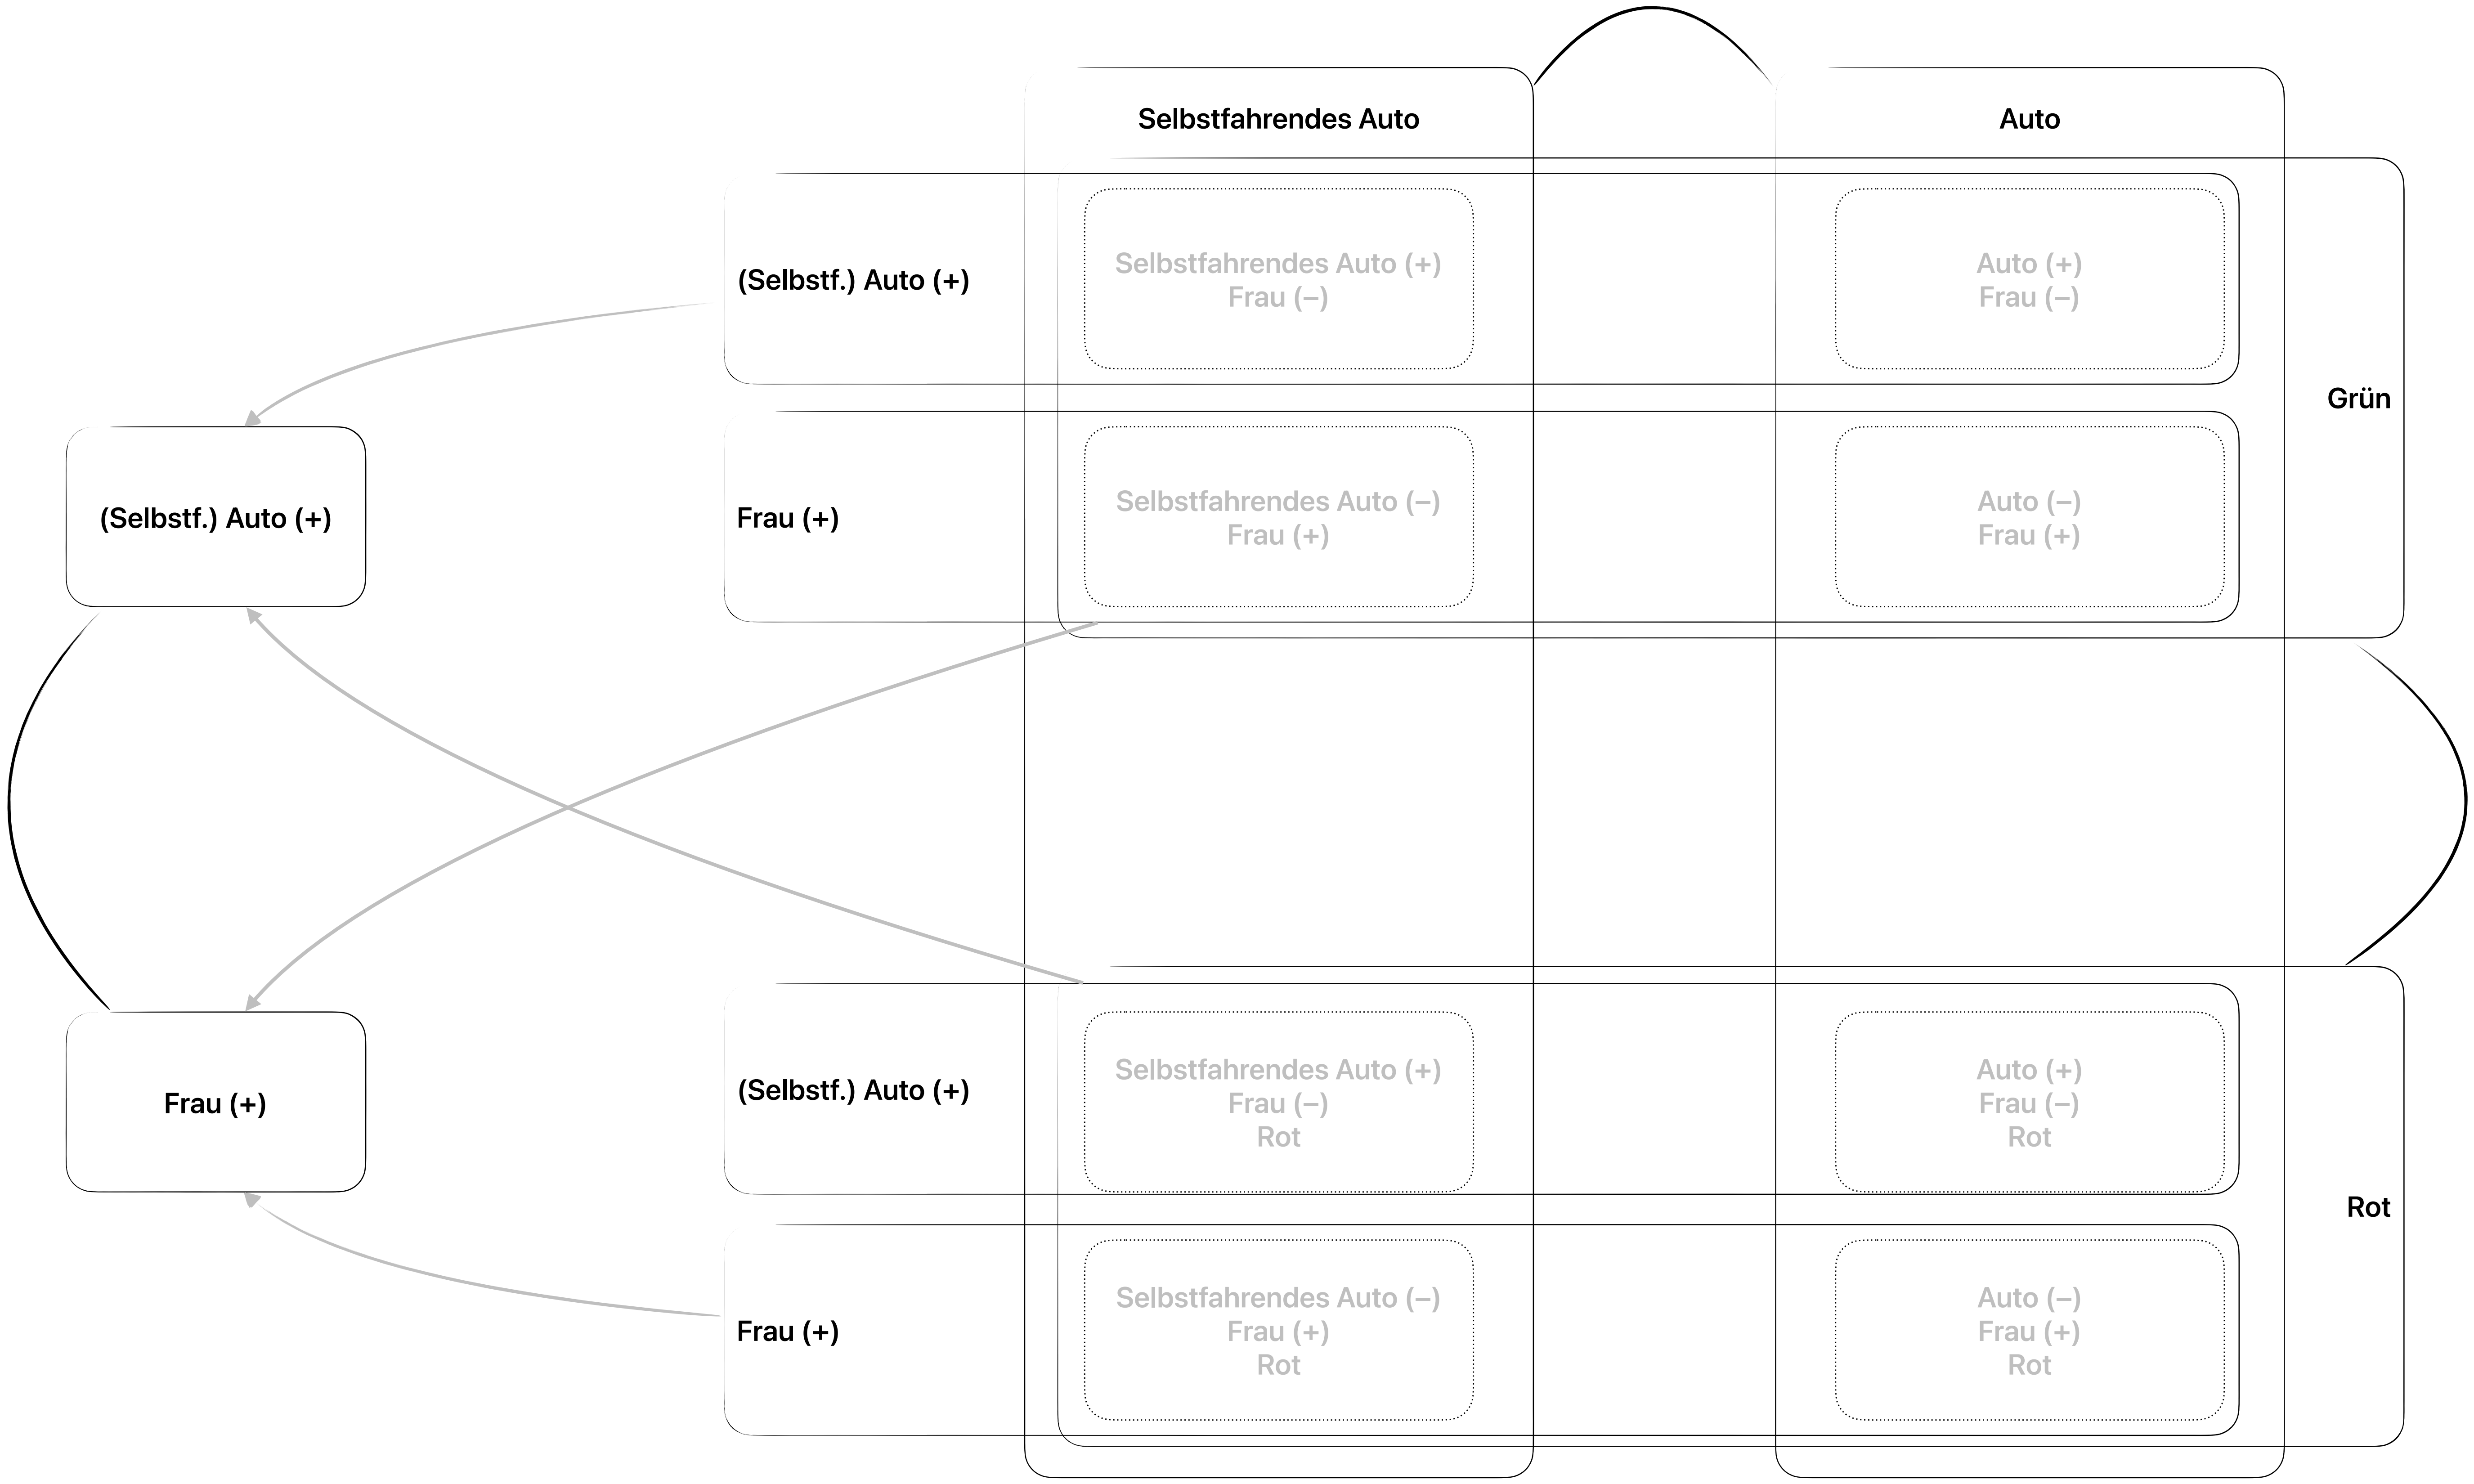 Selbstfahrendes Auto
Auto
(Selbstf.) Auto (+)
Selbstfahrendes Auto (+)
Frau (–)
Auto (+)
Frau (–)
Grün
(Selbstf.) Auto (+)
Frau (+)
Selbstfahrendes Auto (–)
Frau (+)
Auto (–)
Frau (+)
(Selbstf.) Auto (+)
Selbstfahrendes Auto (+)
Frau (–)
Rot
Auto (+)
Frau (–)
Rot
Frau (+)
Rot
Frau (+)
Selbstfahrendes Auto (–)
Frau (+)
Rot
Auto (–)
Frau (+)
Rot